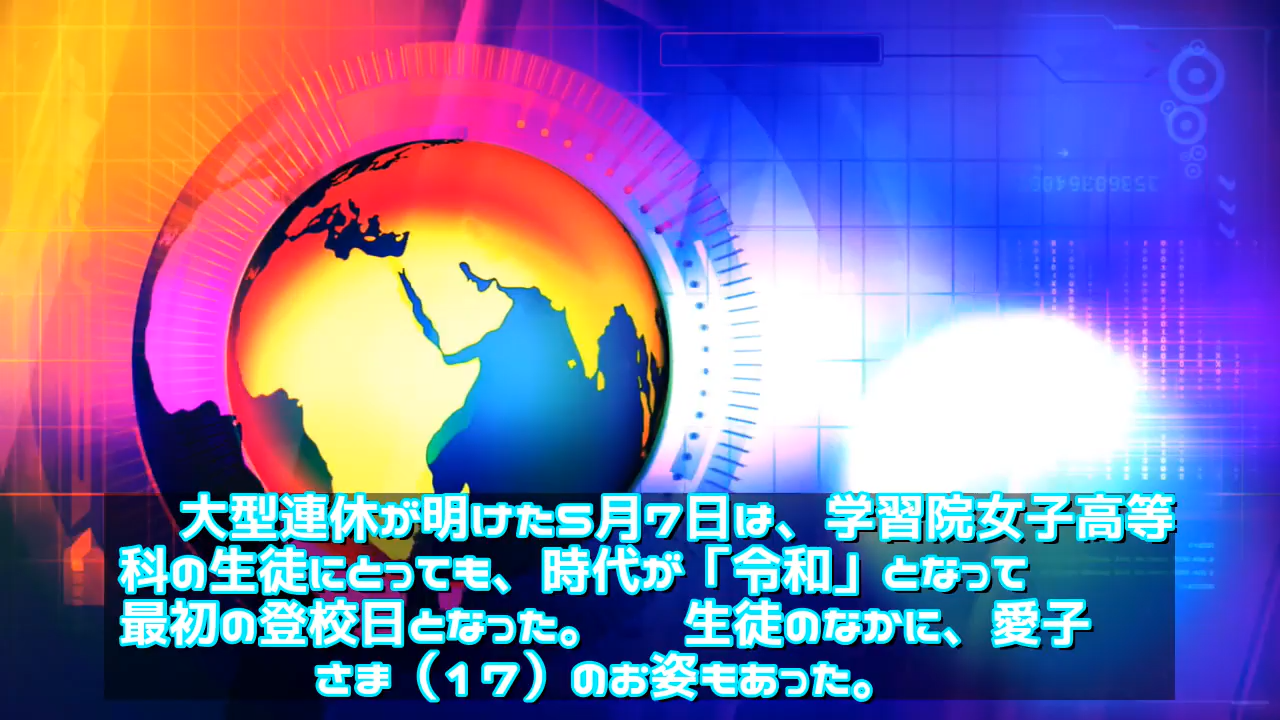 大型連休が明けた5月7日は、学習院女子高等
科の生徒にとっても、時代が「令和」となって
最初の登校日となった。　　生徒のなかに、愛子
さま（１７）のお姿もあった。